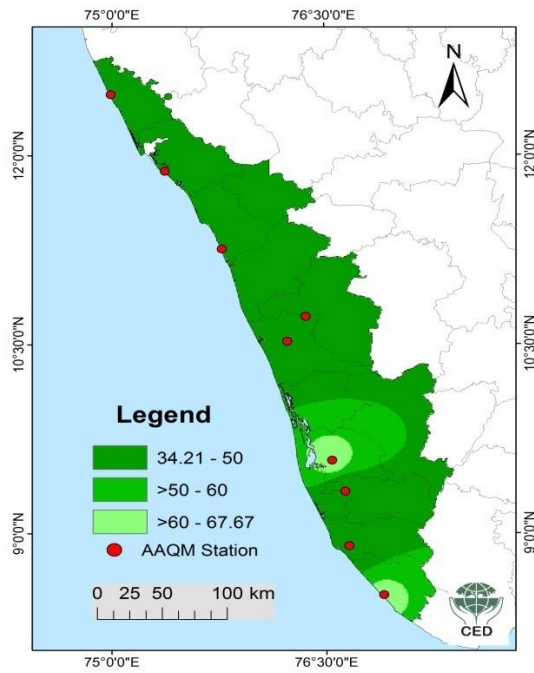 75°0'0"E 76°30'0"E
N
12°0'0"N 12°0'0"N
10°30'0"N 10°30'0"N
Legend
34.21 - 50
>50 - 60
>60 - 67.67
9°0'0"N 9°0'0"N
AAQM Station
0 25 50 100 km
CED
75°0'0"E 76°30'0"E